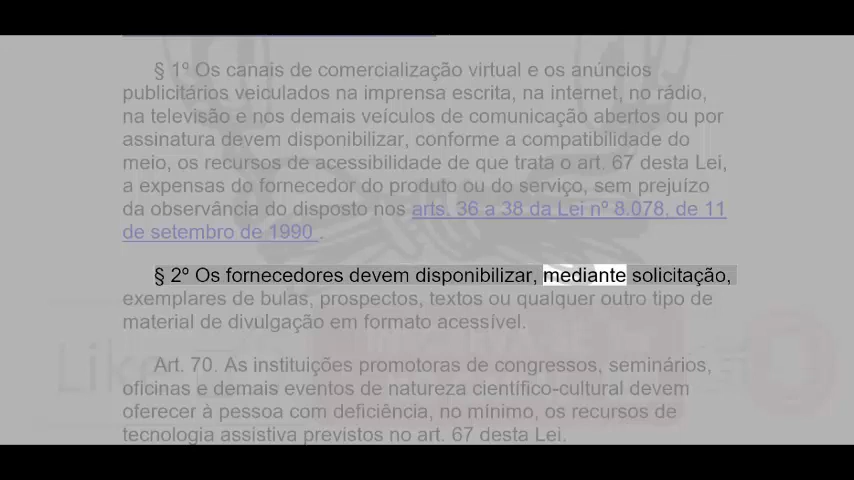 § 1º Os canais de comercialização virtual e os anúncios
publicitários veiculados na imprensa escrita, na internet, no rádio,
na televisão e nos demais veículos de comunicação abertos ou por
assinatura devem disponibilizar, conforme a compatibilidade do
meio, os recursos de acessibilidade de que trata o art. 67 desta Lei,
a expensas do fornecedor do produto ou do serviço, sem prejuízo
da observância do disposto nos arts. 36 a 38 da Lei nº 8.078, de 11
de setembro de 1990 .
§ 2º Os fornecedores devem disponibilizar, mediante solicitação,
exemplares de bulas, prospectos, textos ou qualquer outro tipo de
material de divulgação em formato acessível.
Art. 70. As instituições promotoras de congressos, seminários,
oficinas e demais eventos de natureza científico-cultural devem
oferecer à pessoa com deficiência, no mínimo, os recursos de
tecnologia assistiva previstos no art. 67 desta Lei.